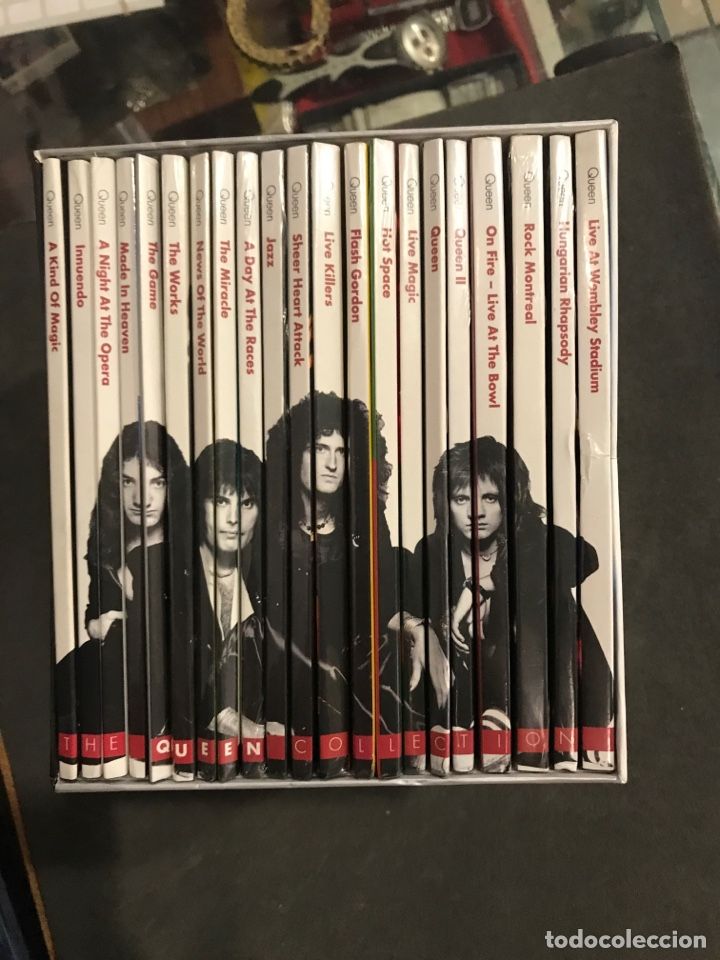 Queen A Kind Of Magic
Queen Innuendo
Queen A Night At The Opera
Queen Made In Heaven
Queen The Game
Queen The Works
Queen News Of The World
Queen The Miracle
Queen A Day At The Races
Queen Jazz
Queen Sheer Heart Attack
Queen Live Killers
Queen Flash Gordon
Queen Hot Space
Queen Live Magic
Queen Queen
Queen Queen II
Queen On Fire – Live At The Bowl
Queen Rock Montreal
Queen Hungarian Rhapsody
Queen Live At Wembley Stadium
THE QUEEN COLLECTION
todocoleccion